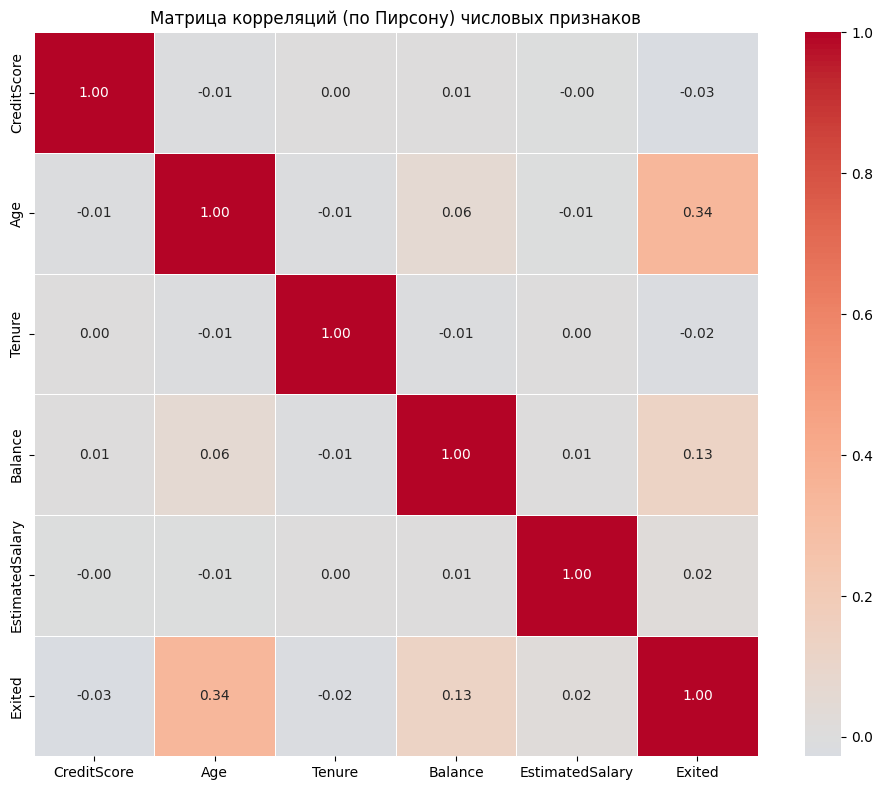 Матрица корреляций (по Пирсону) числовых признаков
CreditScore 1.00 -0.01 0.00 0.01 -0.00 -0.03
Age -0.01 1.00 -0.01 0.06 -0.01 0.34
Tenure 0.00 -0.01 1.00 -0.01 0.00 -0.02
Balance 0.01 0.06 -0.01 1.00 0.01 0.13
EstimatedSalary -0.00 -0.01 0.00 0.01 1.00 0.02
Exited -0.03 0.34 -0.02 0.13 0.02 1.00
CreditScore Age Tenure Balance EstimatedSalary Exited
1.0
0.8
0.6
0.4
0.2
0.0